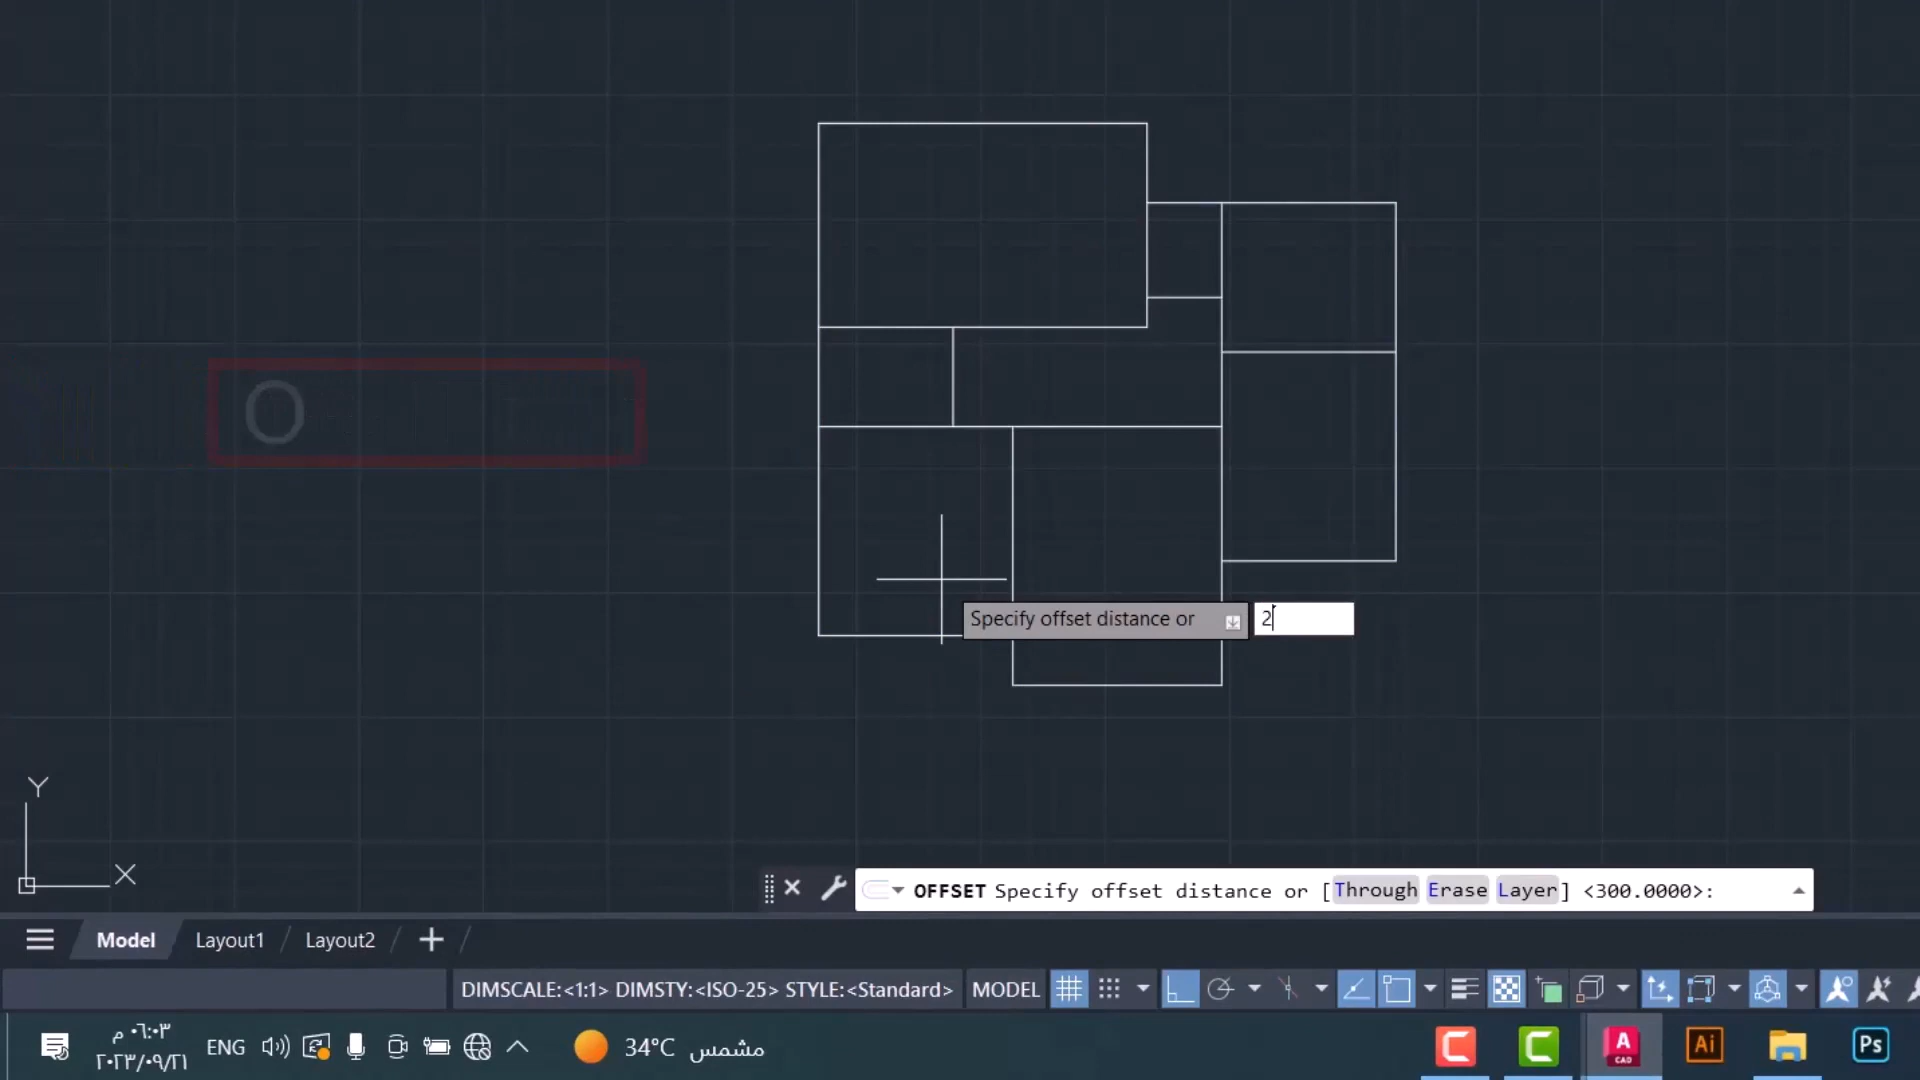 O
Specify offset distance or
2
Y
X
OFFSET Specify offset distance or [Through Erase Layer] <300.0000>:
Model
Layout1
Layout2
DIMSCALE:<1:1> DIMSTY:<ISO-25> STYLE:<Standard>
MODEL
٠٦:٠٣ م
٢٠٢٣/٠٩/٢١
ENG
34°C
مشمس
A
CAD
Ai
Ps